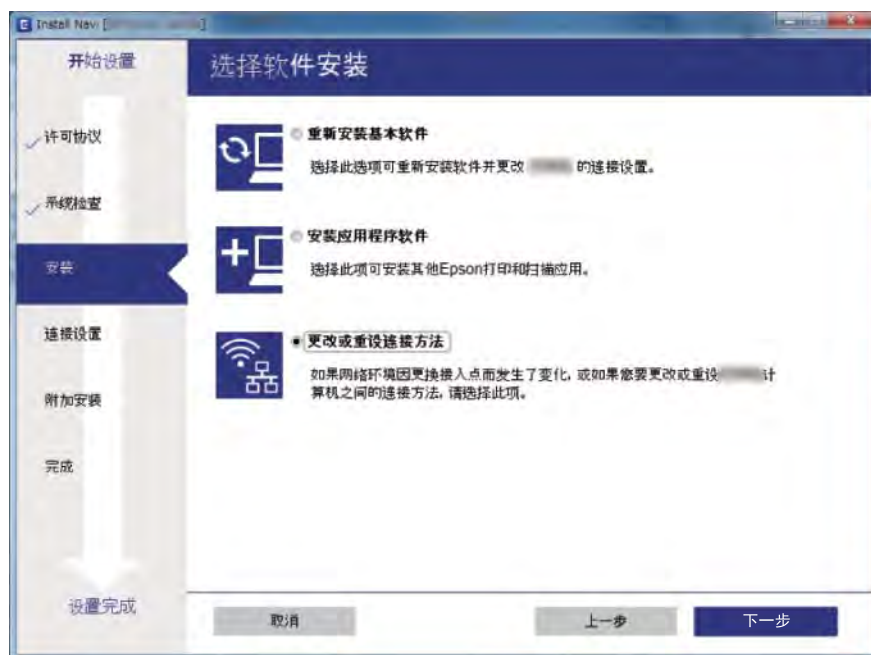 Install Navi [
]
开始设置
许可协议
系统检查
安装
连接设置
附加安装
完成
设置完成
选择软件安装
重新安装基本软件
选择此选项可重新安装软件并更改 的连接设置。
安装应用程序软件
选择此项可安装其他Epson打印和扫描应用。
更改或重设连接方法
如果网络环境因更换接入点而发生了变化, 或如果您要更改或重设 计
算机之间的连接方法, 请选择此项。
取消
上一步
下一步